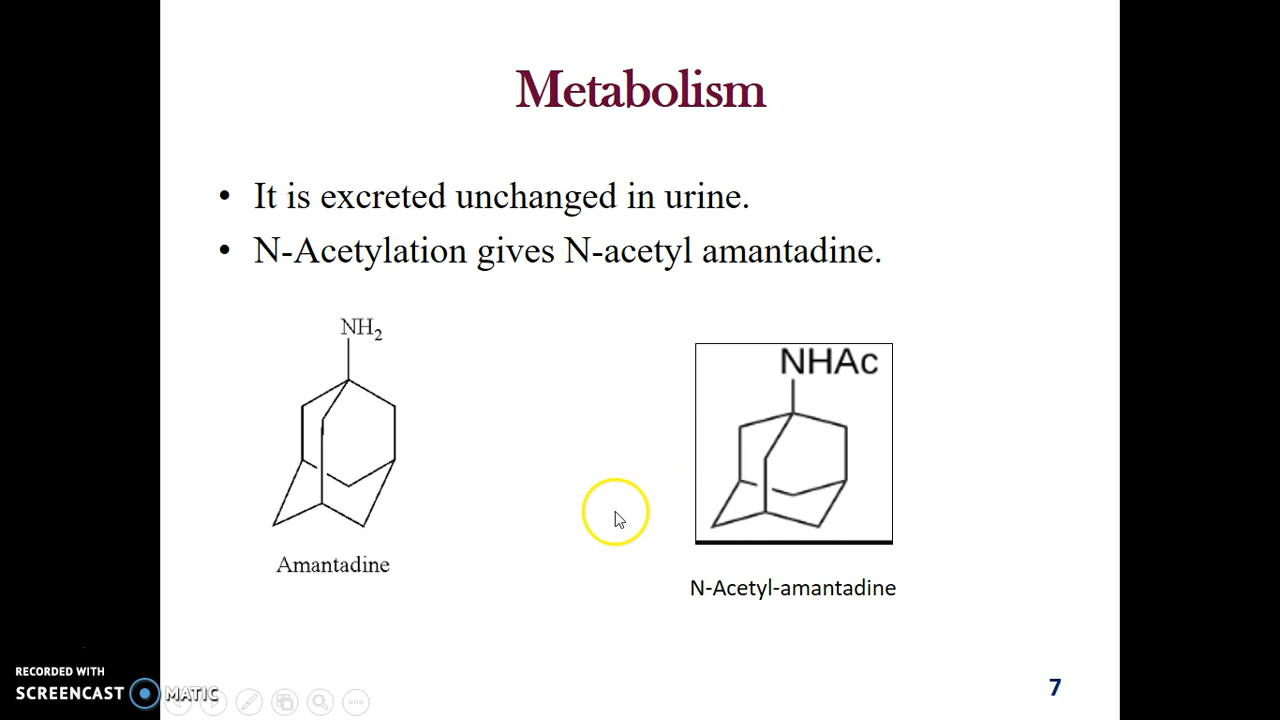 Metabolism
• It is excreted unchanged in urine.
• N-Acetylation gives N-acetyl amantadine.
NH2
Amantadine
NHAc
N-Acetyl-amantadine
RECORDED WITH
SCREENCAST MATIC
7